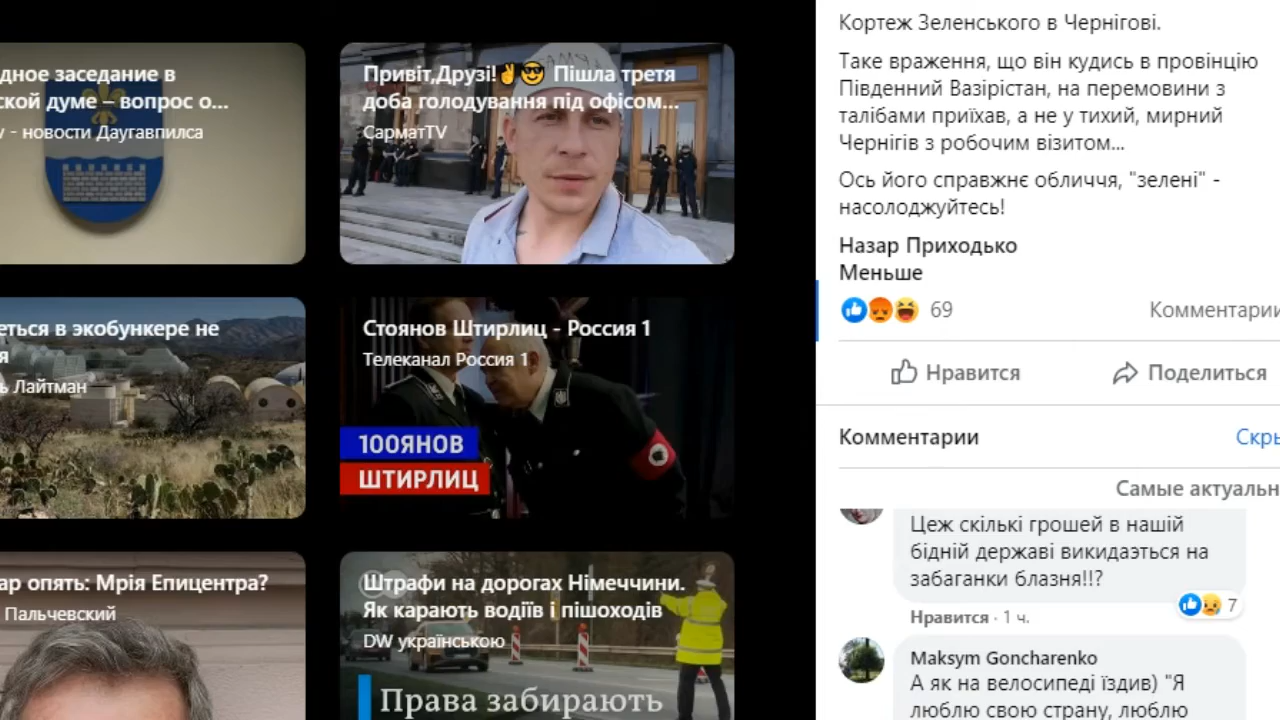 дное заседание в
ской думе – вопрос о...
- новости Даугавпилса
Привіт,Друзі!✌😎 Пішла третя
доба голодування під офісом...
СарматTV
еться в экобункере не
я
ь Лайтман
Стоянов Штирлиц - Россия 1
Телеканал Россия 1
100ЯНОВ
ШТИРЛИЦ
ар опять: Мрія Епицентра?
Пальчевский
Штрафи на дорогах Німеччини.
Як карають водіїв і пішоходів
DW українською
Права забирають
Кортеж Зеленського в Чернігові.
Таке враження, що він кудись в провінцію
Південний Вазірістан, на перемовини з
талібами приїхав, а не у тихий, мирний
Чернігів з робочим візитом...
Ось його справжнє обличчя, "зелені" -
насолоджуйтесь!
Назар Приходько
Меньше
69
Комментарии
Нравится
Поделиться
Комментарии
Скры
Самые актуальн
Цеж скількі грошей в нашій
бідній державі викидаэться на
забаганки блазня!!?
7
Нравится · 1 ч.
Maksym Goncharenko
А як на велосипеді їздив) "Я
люблю свою страну, люблю